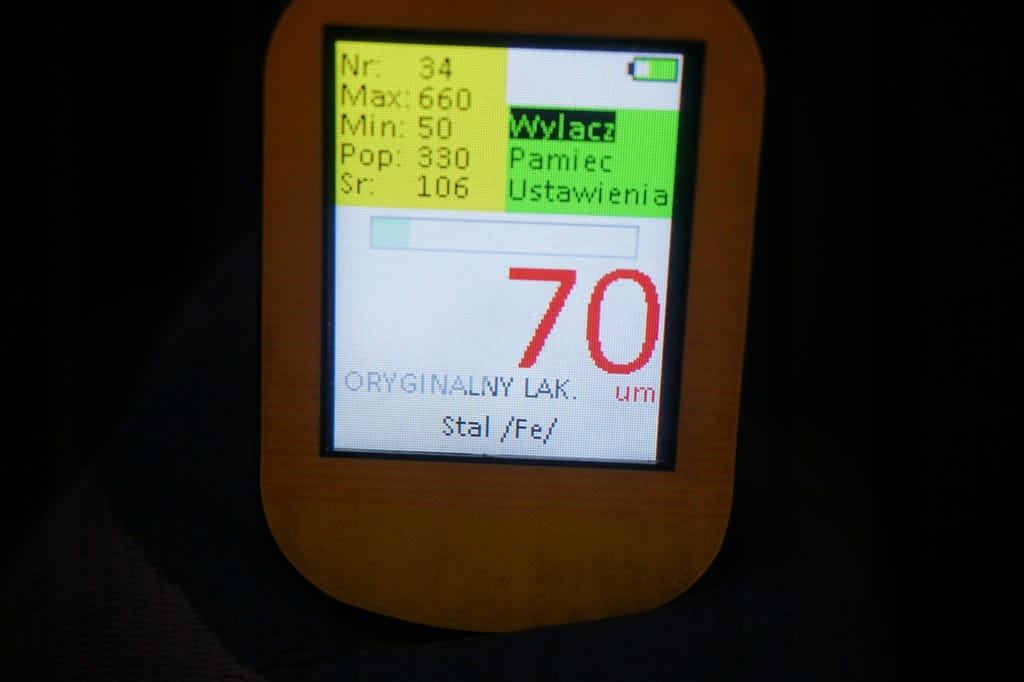 Nr: 34
Max: 660
Min: 50
Pop: 330
Sr: 106
Wylacz
Pamiec
Ustawienia
70
um
ORYGINALNY LAK.
Stal /Fe/